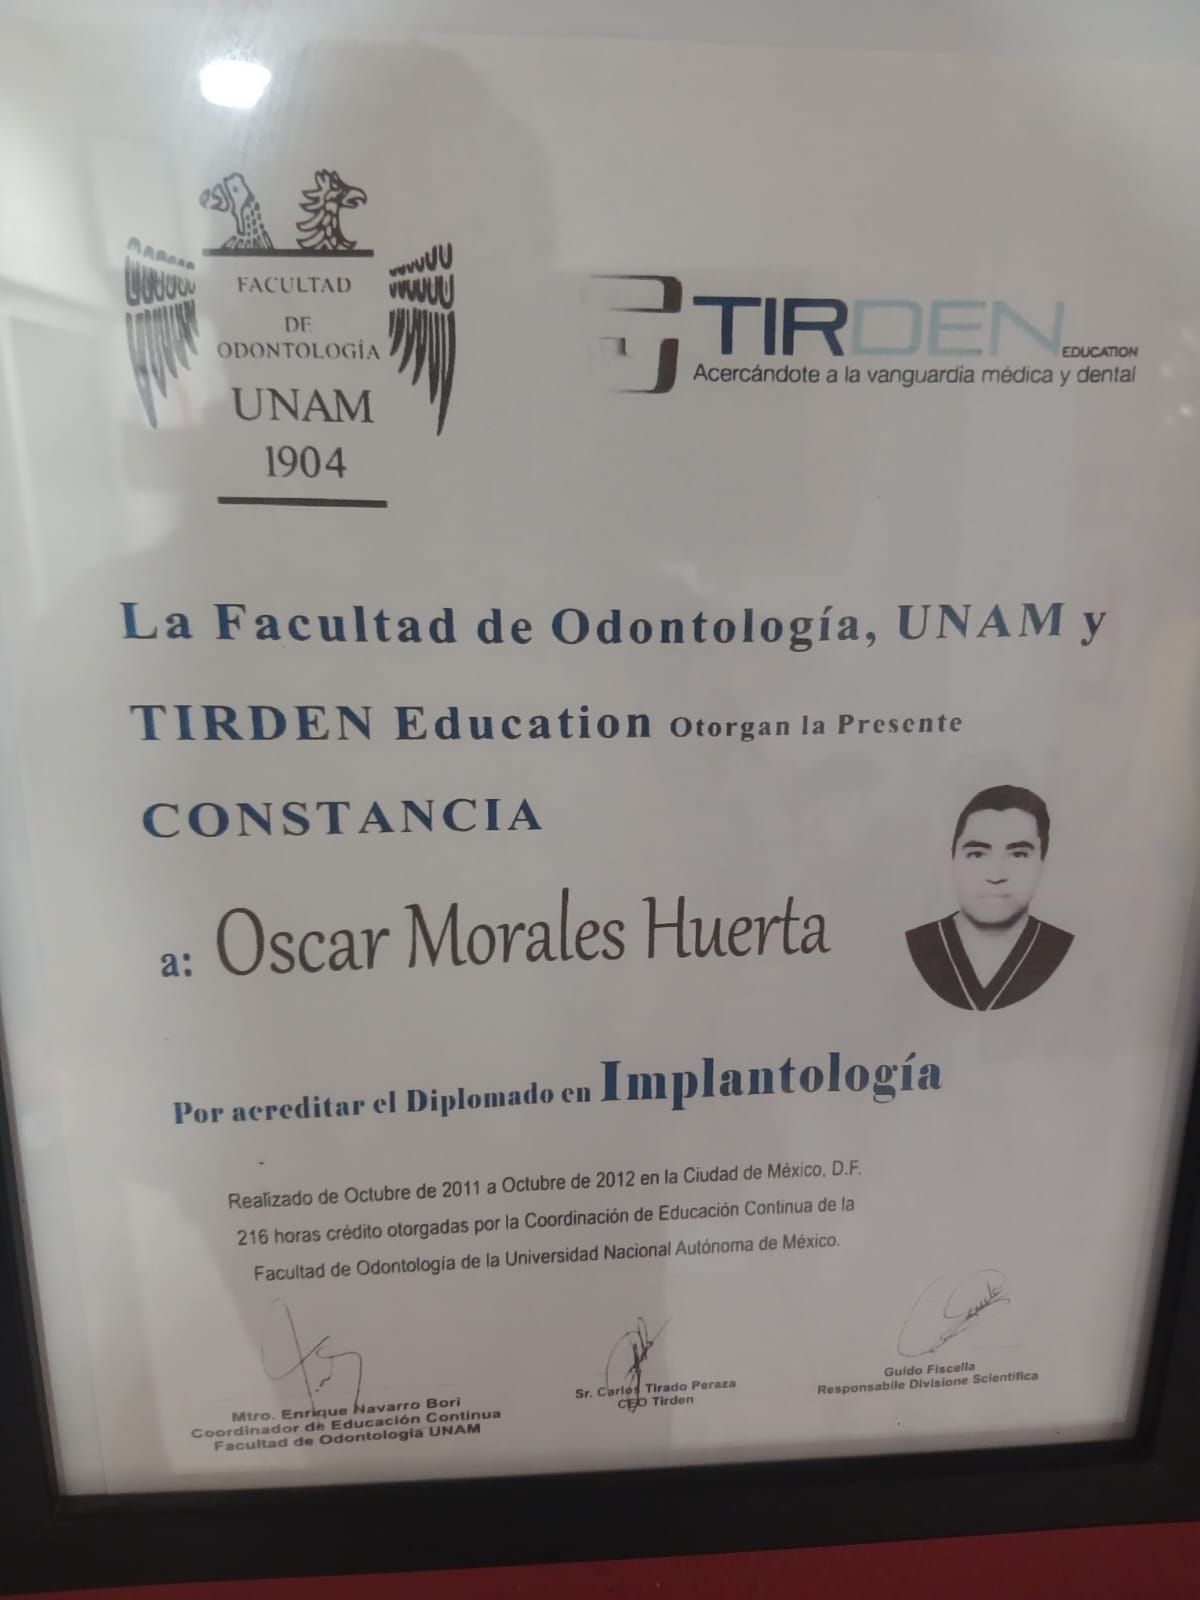 FACULTAD
DE
ODONTOLOGÍA
UNAM
1904
TIRDEN
EDUCATION
Acercándote a la vanguardia médica y dental
La Facultad de Odontología, UNAM y
TIRDEN Education Otorgan la Presente
CONSTANCIA
a: Oscar Morales Huerta
Por acreditar el Diplomado en Implantología
Realizado de Octubre de 2011 a Octubre de 2012 en la Ciudad de México, D.F.
216 horas crédito otorgadas por la Coordinación de Educación Continua de la
Facultad de Odontología de la Universidad Nacional Autónoma de México.
Mtro. Enrique Navarro Bori
Coordinador de Educación Continua
Facultad de Odontología UNAM
Sr. Carlos Tirado Peraza
CEO Tirden
Guido Fiscella
Responsabile Divisione Scientifica